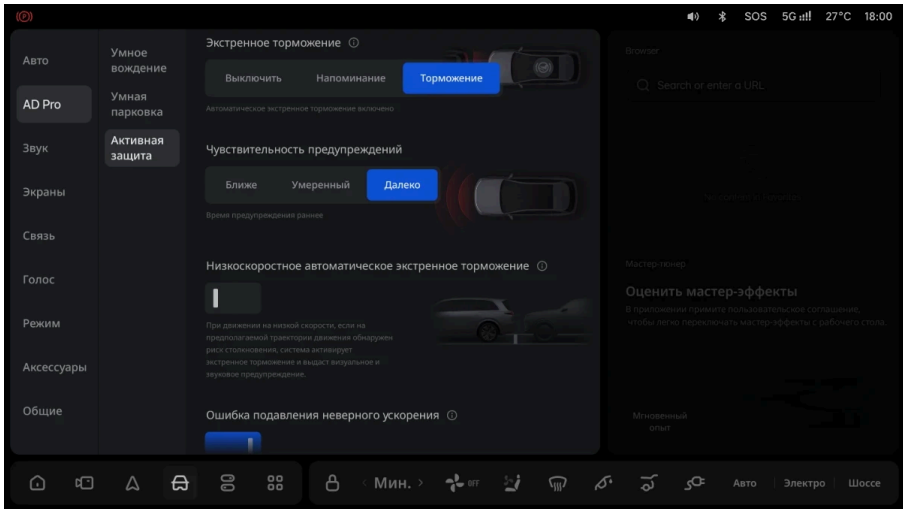 SOS 5G 27°C 18:00
Авто
AD Pro
Звук
Экраны
Связь
Голос
Режим
Аксессуары
Общие
Умное
вождение
Умная
парковка
Активная
защита
Экстренное торможение
Выключить Напоминание Торможение
Автоматическое экстренное торможение включено
Чувствительность предупреждений
Ближе Умеренный Далеко
Время предупреждения раннее
Низкоскоростное автоматическое экстренное торможение
При движении на низкой скорости, если на
предполагаемой траектории движения обнаружен
риск столкновения, система активирует
экстренное торможение и выдаст визуальное и
звуковое предупреждение.
Ошибка подавления неверного ускорения
Browser
Search or enter a URL
Мастер-тюнер
Оценить мастер-эффекты
В приложении примите пользовательское соглашение,
чтобы легко переключать мастер-эффекты с рабочего стола.
Мгновенный
опыт
Мин. OFF Авто Электро Шоссе